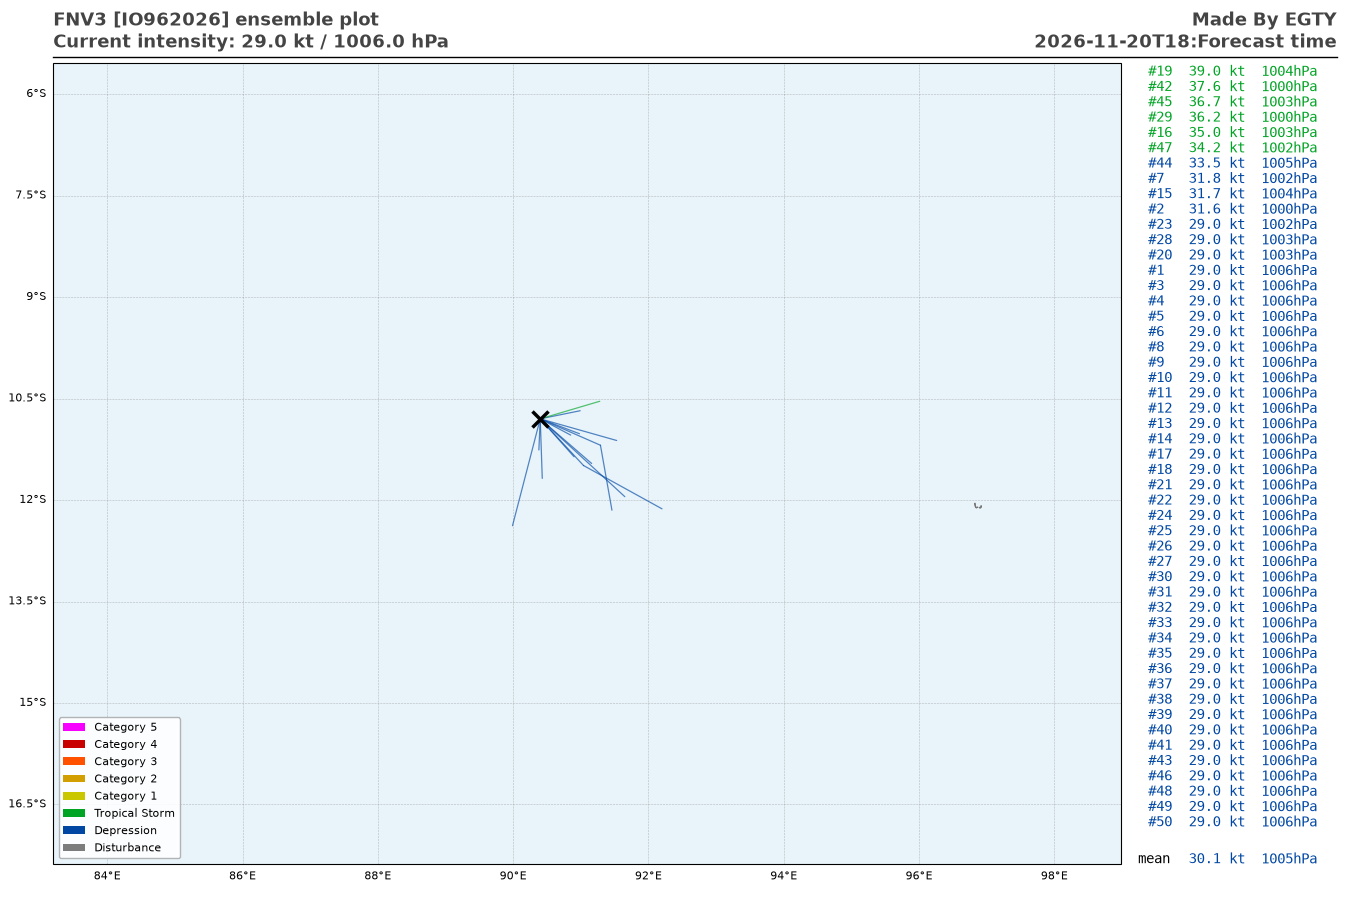 FNV3 [IO962026] ensemble plot
Current intensity: 29.0 kt / 1006.0 hPa
Made By EGTY
2026-11-20T18:Forecast time
6°S
7.5°S
9°S
10.5°S
12°S
13.5°S
15°S
16.5°S
84°E
86°E
88°E
90°E
92°E
94°E
96°E
98°E
Category 5
Category 4
Category 3
Category 2
Category 1
Tropical Storm
Depression
Disturbance
#19 39.0 kt 1004hPa
#42 37.6 kt 1000hPa
#45 36.7 kt 1003hPa
#29 36.2 kt 1000hPa
#16 35.0 kt 1003hPa
#47 34.2 kt 1002hPa
#44 33.5 kt 1005hPa
#7 31.8 kt 1002hPa
#15 31.7 kt 1004hPa
#2 31.6 kt 1000hPa
#23 29.0 kt 1002hPa
#28 29.0 kt 1003hPa
#20 29.0 kt 1003hPa
#1 29.0 kt 1006hPa
#3 29.0 kt 1006hPa
#4 29.0 kt 1006hPa
#5 29.0 kt 1006hPa
#6 29.0 kt 1006hPa
#8 29.0 kt 1006hPa
#9 29.0 kt 1006hPa
#10 29.0 kt 1006hPa
#11 29.0 kt 1006hPa
#12 29.0 kt 1006hPa
#13 29.0 kt 1006hPa
#14 29.0 kt 1006hPa
#17 29.0 kt 1006hPa
#18 29.0 kt 1006hPa
#21 29.0 kt 1006hPa
#22 29.0 kt 1006hPa
#24 29.0 kt 1006hPa
#25 29.0 kt 1006hPa
#26 29.0 kt 1006hPa
#27 29.0 kt 1006hPa
#30 29.0 kt 1006hPa
#31 29.0 kt 1006hPa
#32 29.0 kt 1006hPa
#33 29.0 kt 1006hPa
#34 29.0 kt 1006hPa
#35 29.0 kt 1006hPa
#36 29.0 kt 1006hPa
#37 29.0 kt 1006hPa
#38 29.0 kt 1006hPa
#39 29.0 kt 1006hPa
#40 29.0 kt 1006hPa
#41 29.0 kt 1006hPa
#43 29.0 kt 1006hPa
#46 29.0 kt 1006hPa
#48 29.0 kt 1006hPa
#49 29.0 kt 1006hPa
#50 29.0 kt 1006hPa
mean 30.1 kt 1005hPa